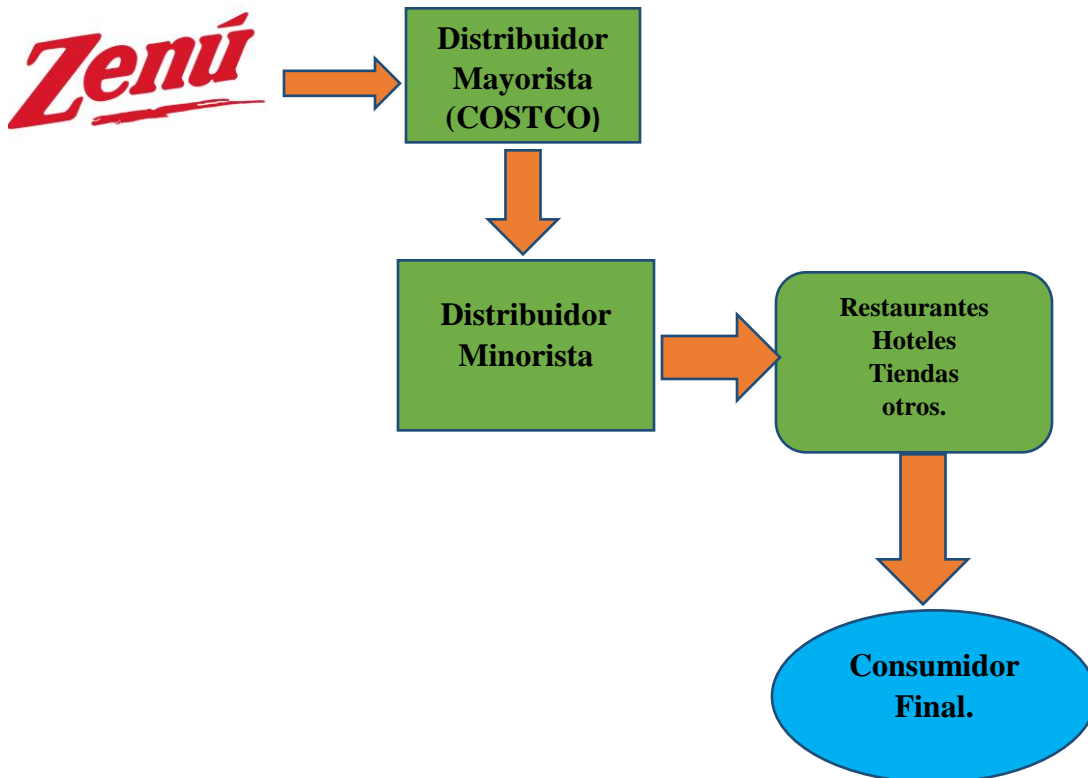 Zenú
Distribuidor
Mayorista
(COSTCO)
Distribuidor
Minorista
Restaurantes
Hoteles
Tiendas
otros.
Consumidor
Final.